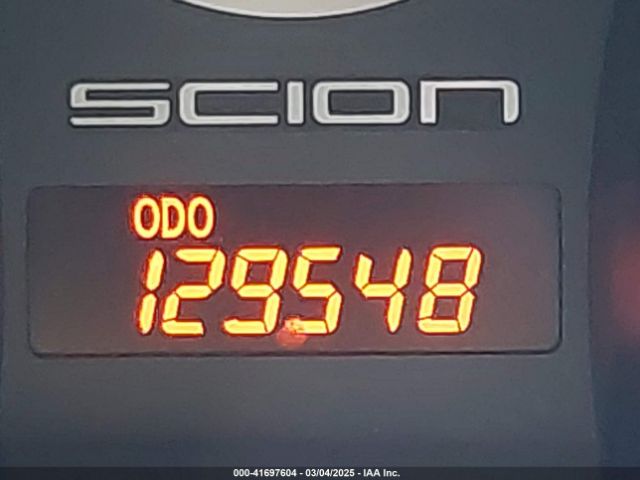 SCION
ODO
129548
000-41697604 - 03/04/2025 - IAA Inc.